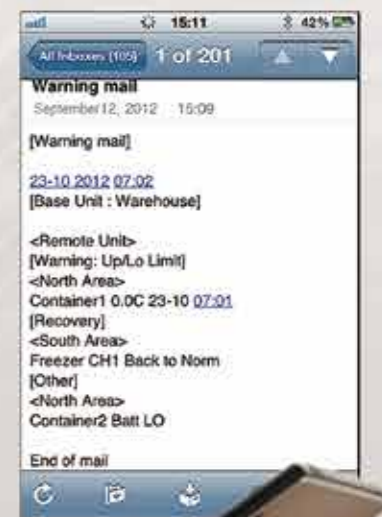 15:11 42%
All Inboxes (105) 1 of 201
Warning mail
September 12, 2012 15:09
[Warning mail]
23-10 2012 07:02
[Base Unit : Warehouse]
<Remote Unit>
[Warning: Up/Lo Limit]
<North Area>
Container1 0.0C 23-10 07:01
[Recovery]
<South Area>
Freezer CH1 Back to Norm
[Other]
<North Area>
Container2 Batt LO
End of mail